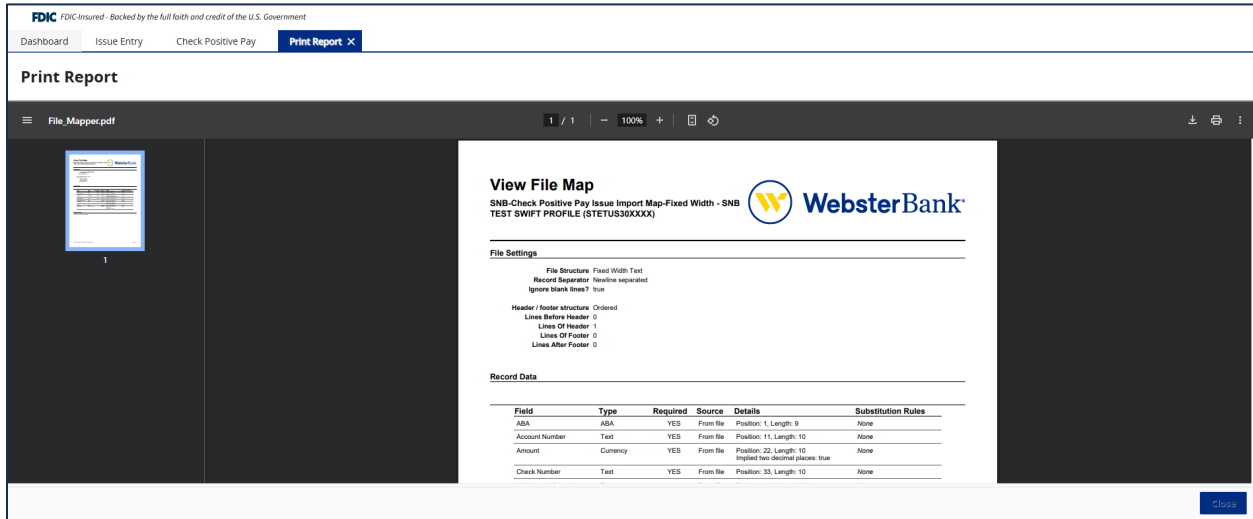 FDIC FDIC-Insured - Backed by the full faith and credit of the U.S. Government
Dashboard Issue Entry Check Positive Pay Print Report X
Print Report
File_Mapper.pdf 1 / 1 − 100% +
1
View File Map
SNB-Check Positive Pay Issue Import Map-Fixed Width - SNB
TEST SWIFT PROFILE (STETUS30XXXX)
WebsterBank
File Settings
File Structure Fixed Width Text
Record Separator Newline separated
Ignore blank lines? true
Header / footer structure Ordered
Lines Before Header 0
Lines Of Header 1
Lines Of Footer 0
Lines After Footer 0
Record Data
Field Type Required Source Details Substitution Rules
ABA ABA YES From file Position: 1, Length: 9 None
Account Number Text YES From file Position: 11, Length: 10 None
Amount Currency YES From file Position: 22, Length: 10 None
Implied two decimal places: true
Check Number Text YES From file Position: 33, Length: 10 None
Close